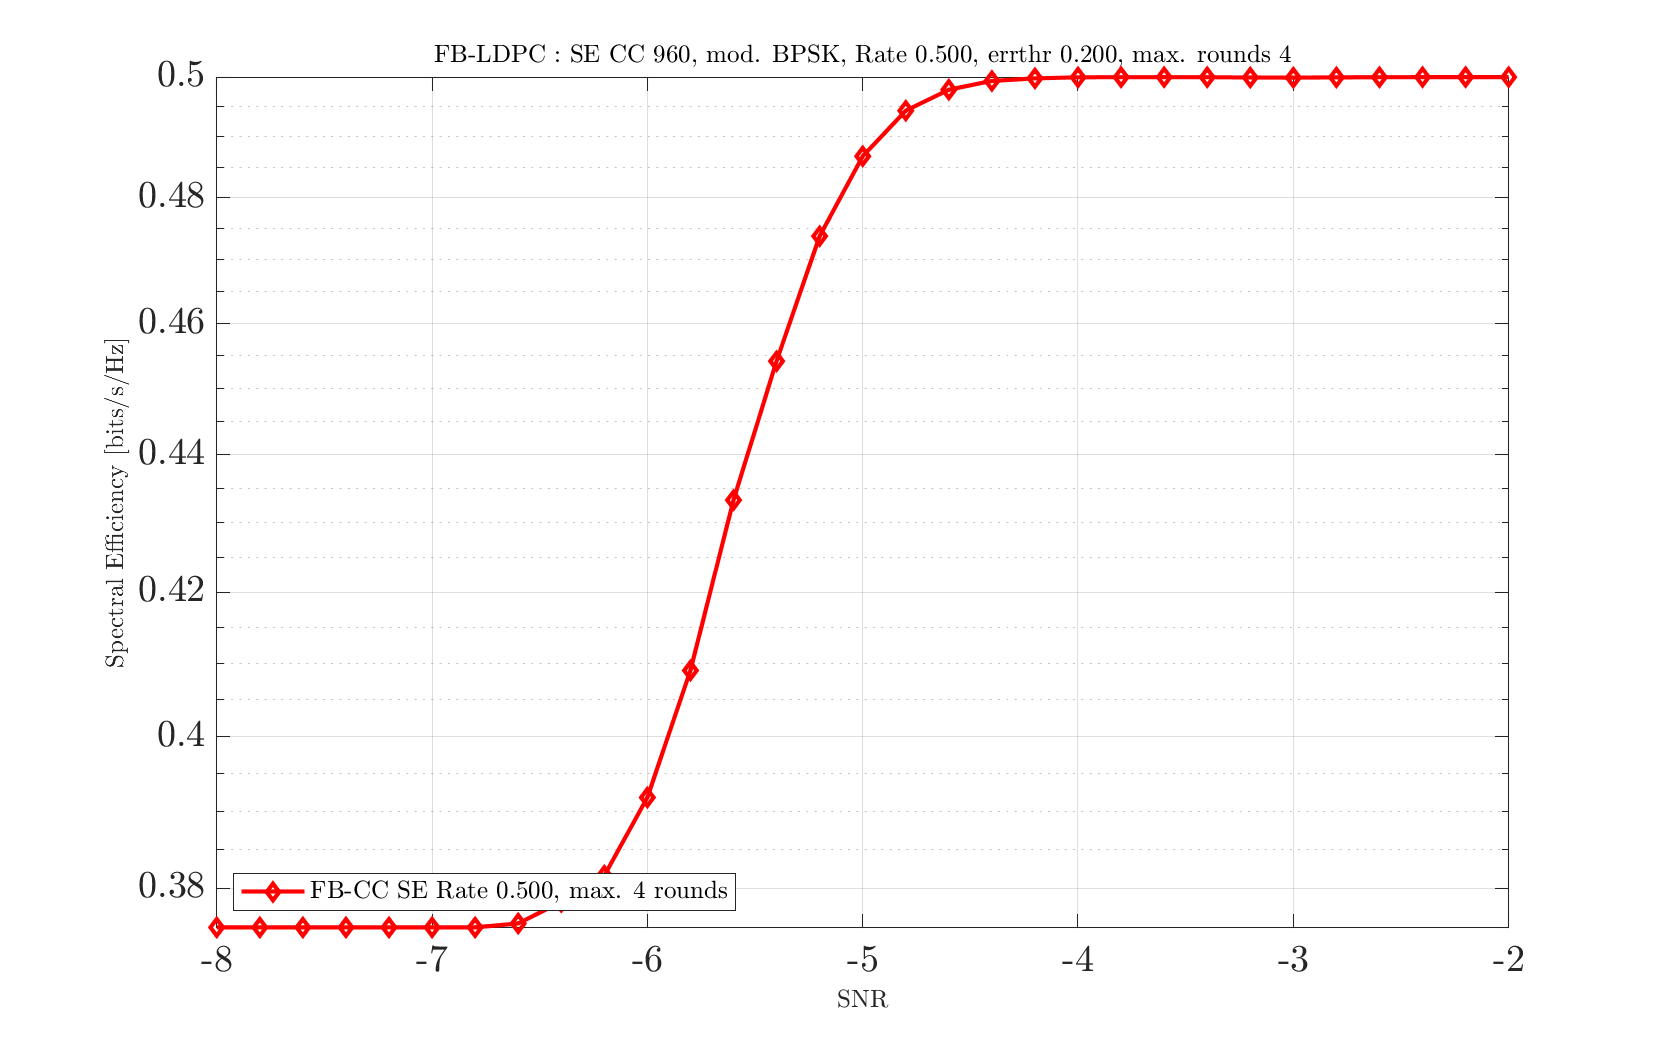 FB-LDPC : SE CC 960, mod. BPSK, Rate 0.500, errthr 0.200, max. rounds 4
0.5
0.48
0.46
0.44
0.42
0.4
0.38
Spectral Efficiency [bits/s/Hz]
FB-CC SE Rate 0.500, max. 4 rounds
-8 -7 -6 -5 -4 -3 -2
SNR